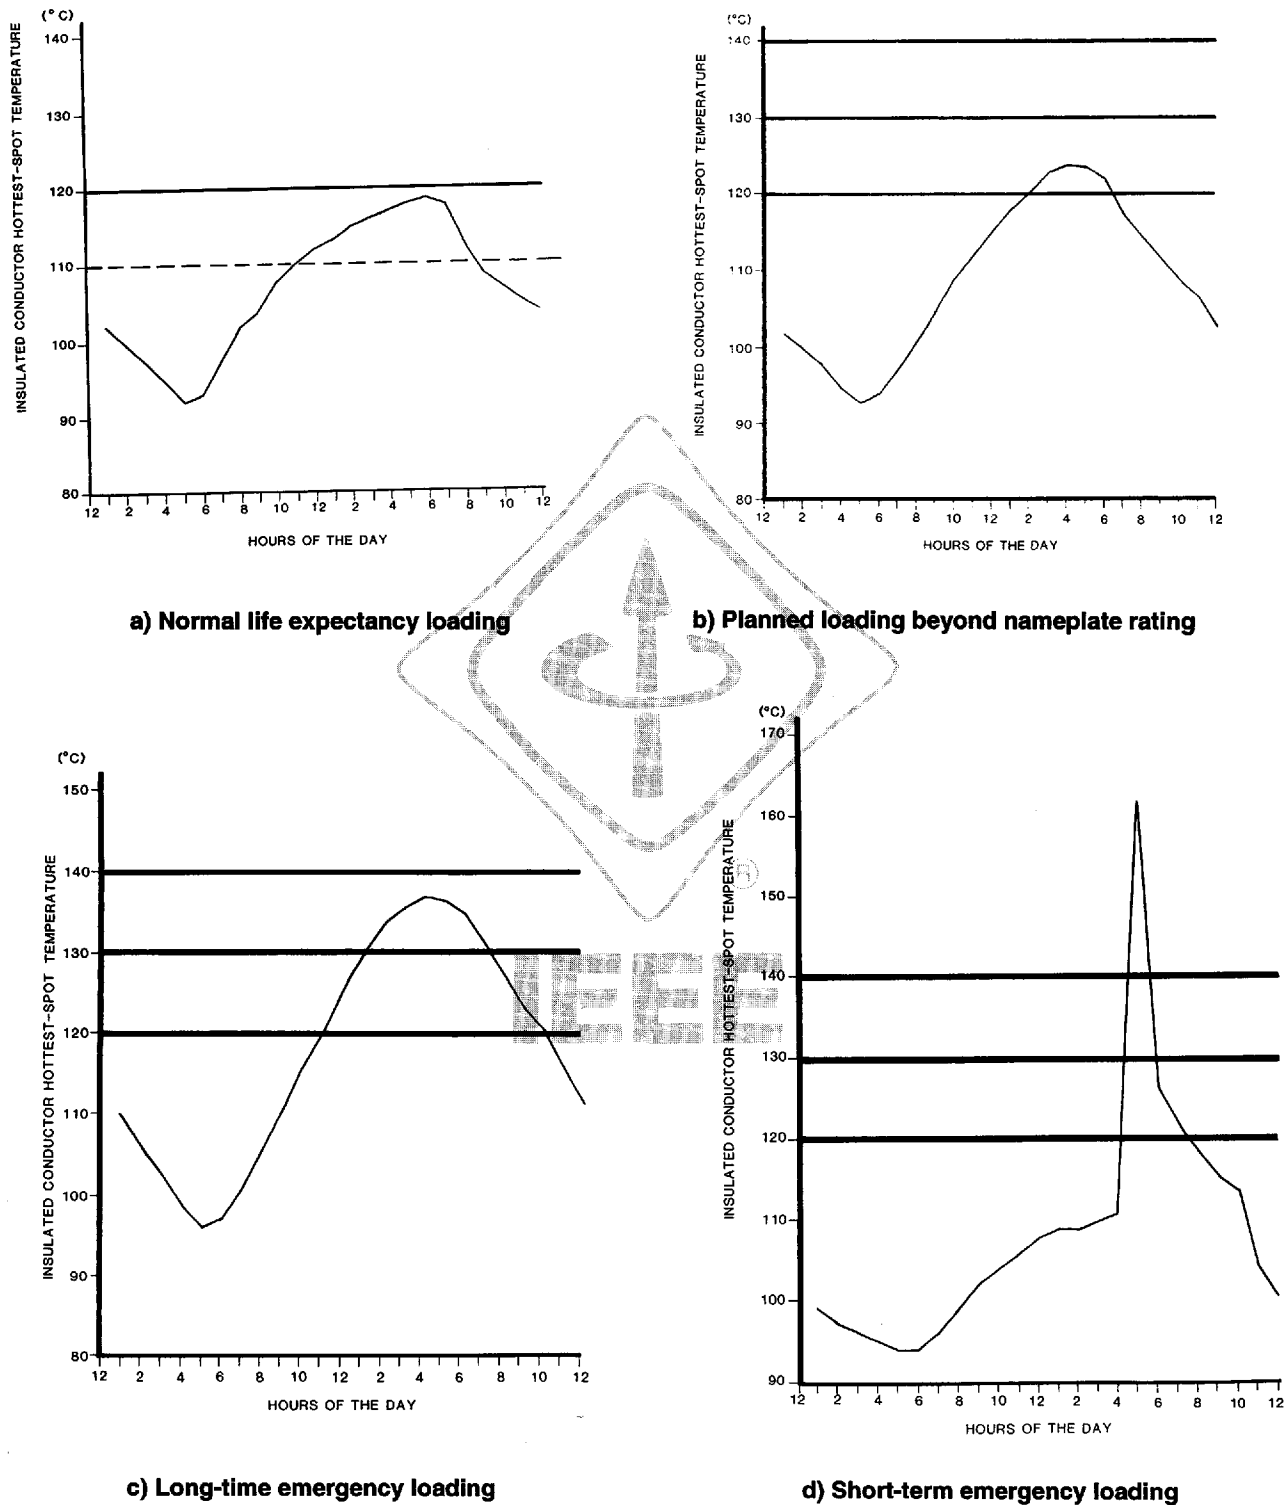 (°C)
140
130
120
110
100
90
80
INSULATED CONDUCTOR HOTTEST-SPOT TEMPERATURE
12 2 4 6 8 10 12 2 4 6 8 10 12
HOURS OF THE DAY
a) Normal life expectancy loading
(°C)
140
130
120
110
100
90
80
INSULATED CONDUCTOR HOTTEST-SPOT TEMPERATURE
12 2 4 6 8 10 12 2 4 6 8 10 12
HOURS OF THE DAY
b) Planned loading beyond nameplate rating
(°C)
150
140
130
120
110
100
90
80
INSULATED CONDUCTOR HOTTEST-SPOT TEMPERATURE
12 2 4 6 8 10 12 2 4 6 8 10 12
HOURS OF THE DAY
c) Long-time emergency loading
(°C)
170
160
150
140
130
120
110
100
90
INSULATED CONDUCTOR HOTTEST-SPOT TEMPERATURE
12 2 4 6 8 10 12 2 4 6 8 10 12
HOURS OF THE DAY
d) Short-term emergency loading
®
IEEE